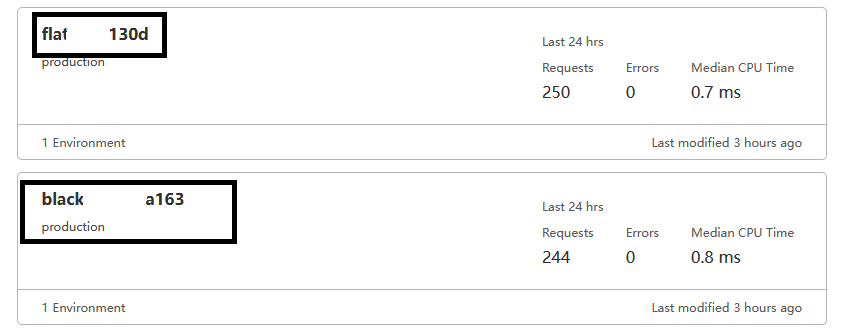 flat 130d
production
Last 24 hrs
Requests Errors Median CPU Time
250 0 0.7 ms
1 Environment Last modified 3 hours ago
black a163
production
Last 24 hrs
Requests Errors Median CPU Time
244 0 0.8 ms
1 Environment Last modified 3 hours ago